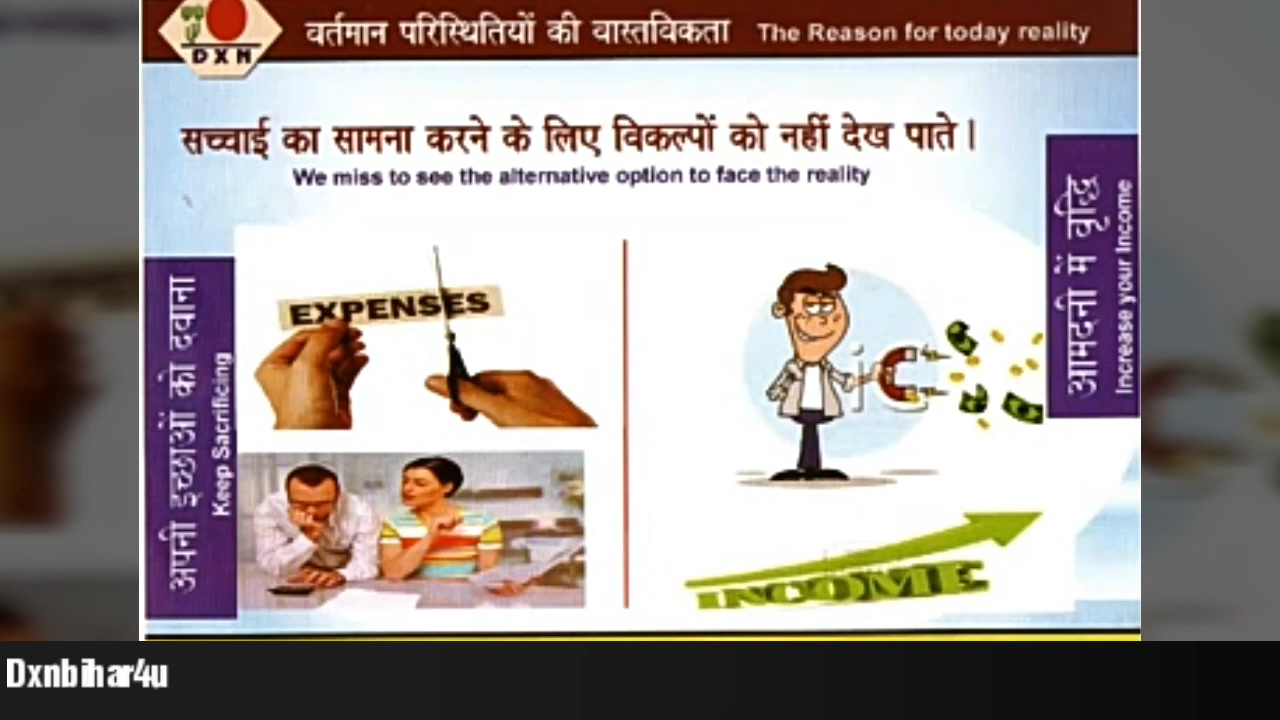 DXN
वर्तमान परिस्थितियों की वास्तविकता The Reason for today reality
सच्चाई का सामना करने के लिए विकल्पों को नहीं देख पाते।
We miss to see the alternative option to face the reality
अपनी इच्छाओं को दबाना
Keep Sacrificing
EXPENSES
आमदनी में वृद्धि
Increase your Income
INCOME
Dxnbihar4u